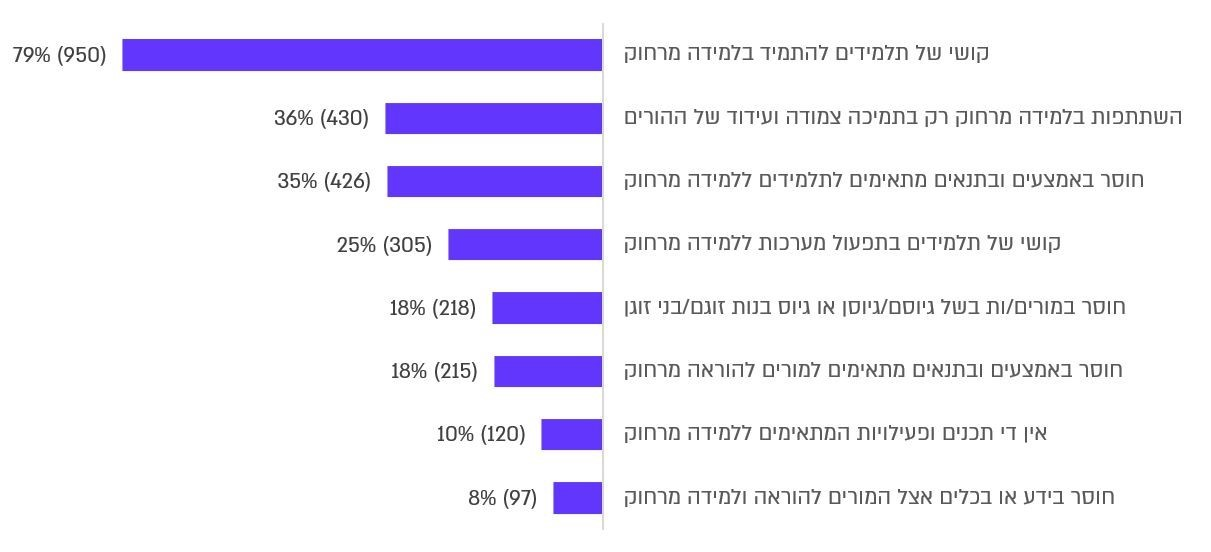 קושי של תלמידים להתמיד בלמידה מרחוק 79% (950)
השתתפות בלמידה מרחוק רק בתמיכה צמודה ועידוד של ההורים 36% (430)
חוסר באמצעים ובתנאים מתאימים לתלמידים ללמידה מרחוק 35% (426)
קושי של תלמידים בתפעול מערכות ללמידה מרחוק 25% (305)
חוסר במורים/ות בשל גיוסם/גיוסן או גיוס בנות זוגם/בני זוגן 18% (218)
חוסר באמצעים ובתנאים מתאימים למורים להוראה מרחוק 18% (215)
אין די תכנים ופעילויות המתאימים ללמידה מרחוק 10% (120)
חוסר בידע או בכלים אצל המורים להוראה ולמידה מרחוק 8% (97)